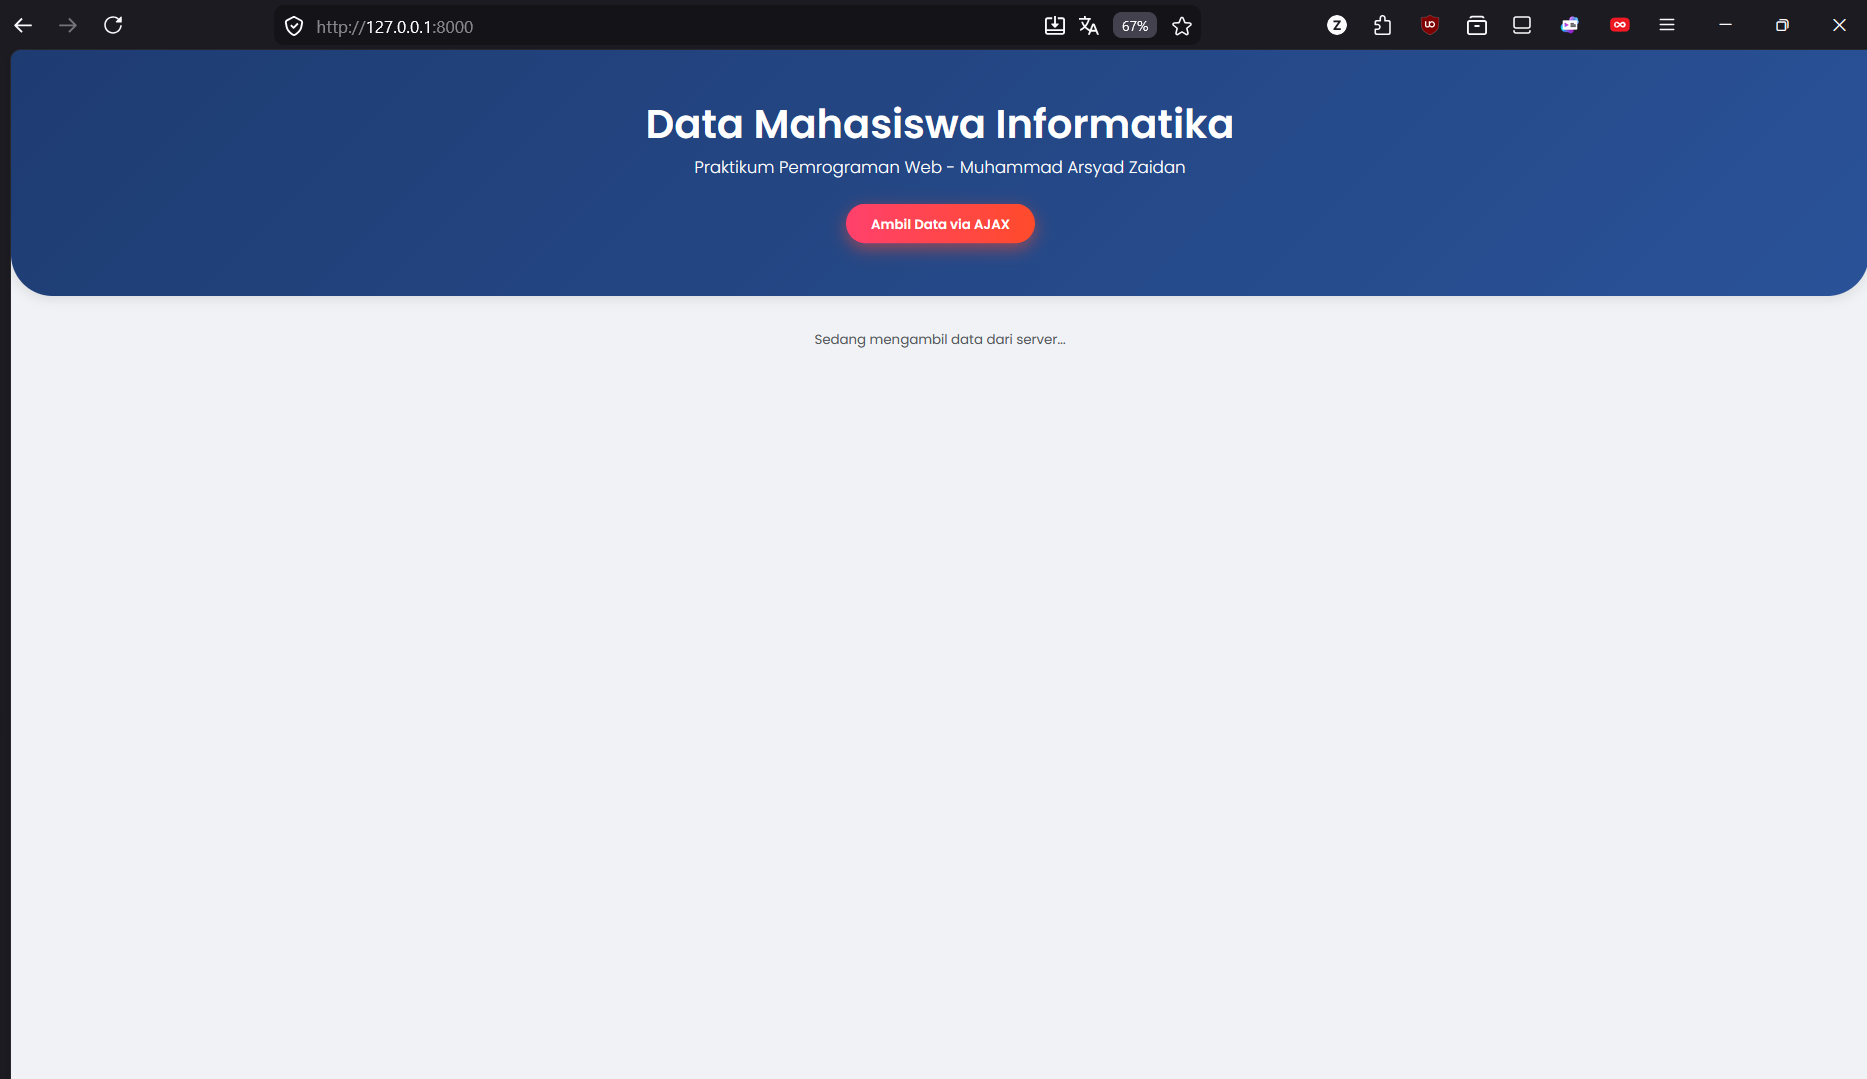 http://127.0.0.1:8000
67%
Z
Data Mahasiswa Informatika
Praktikum Pemrograman Web - Muhammad Arsyad Zaidan
Ambil Data via AJAX
Sedang mengambil data dari server...